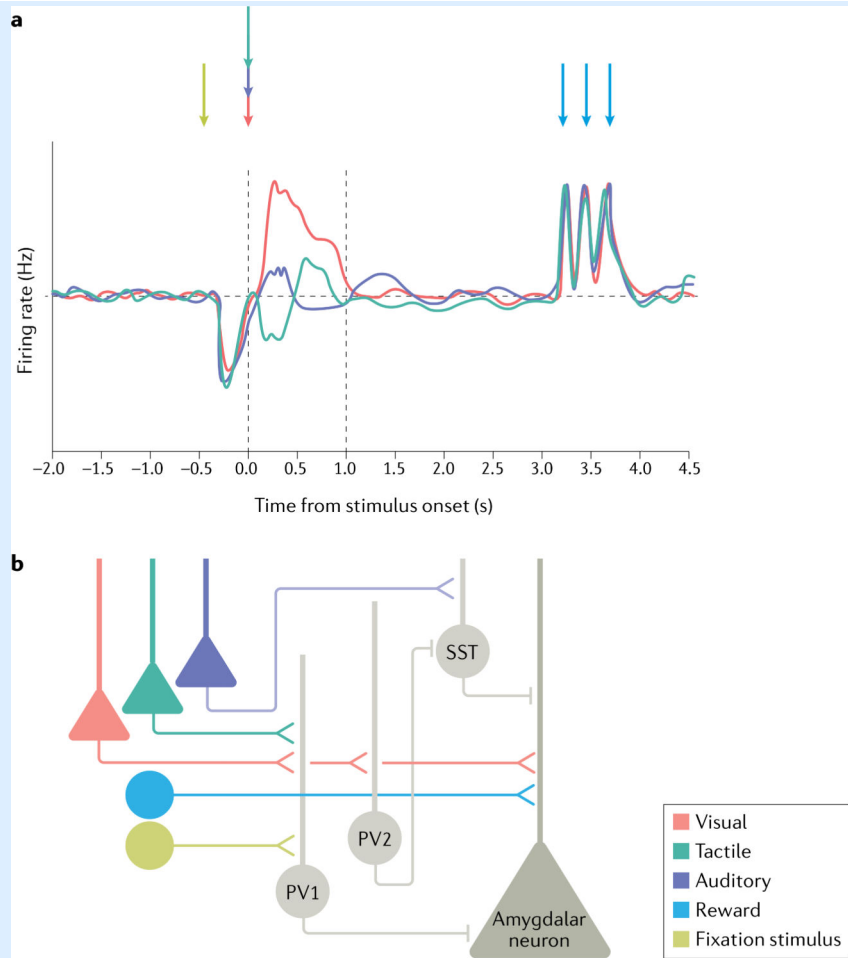 a
Firing rate (Hz)
–2.0 –1.5 –1.0 –0.5 0.0 0.5 1.0 1.5 2.0 2.5 3.0 3.5 4.0 4.5
Time from stimulus onset (s)
b
SST
PV2
PV1
Amygdalar
neuron
Visual
Tactile
Auditory
Reward
Fixation stimulus